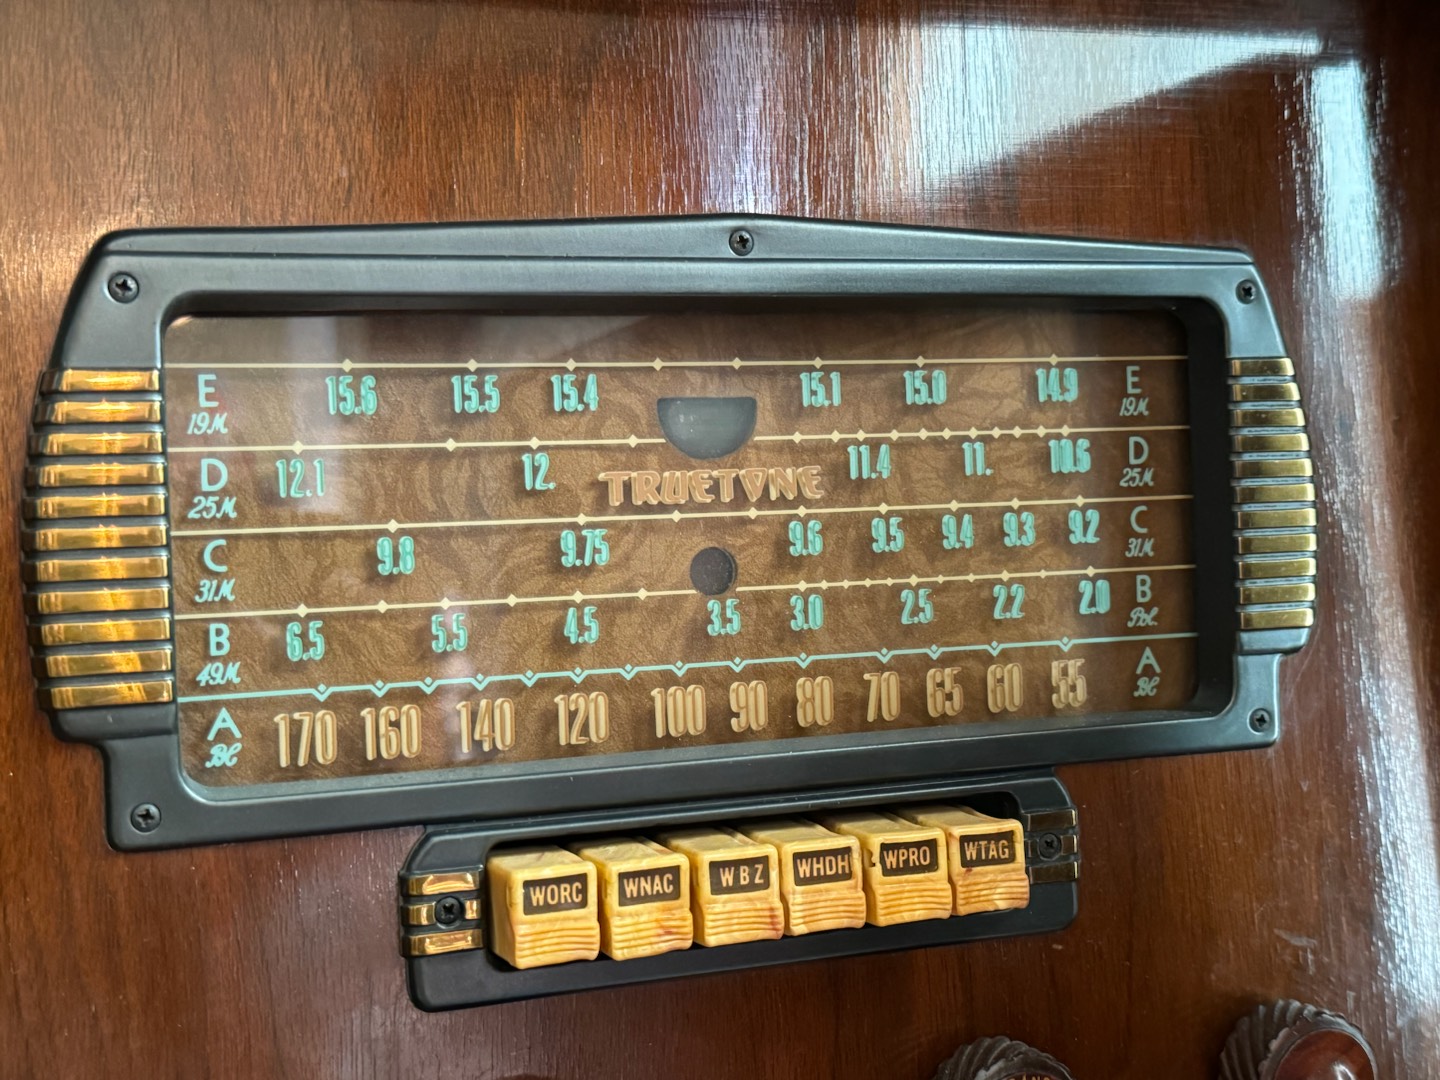 E 15.6 15.5 15.4 15.1 15.0 14.9 E
19M 19M
D 12.1 12. TRUETONE 11.4 11. 10.6 D
25M 25M
C 9.8 9.75 9.6 9.5 9.4 9.3 9.2 C
31M 31M
B 6.5 5.5 4.5 3.5 3.0 2.5 2.2 2.0 B
49M Pol.
A 170 160 140 120 100 90 80 70 65 60 55 A
BC BC
WORC WNAC WBZ WHDH WPRO WTAG